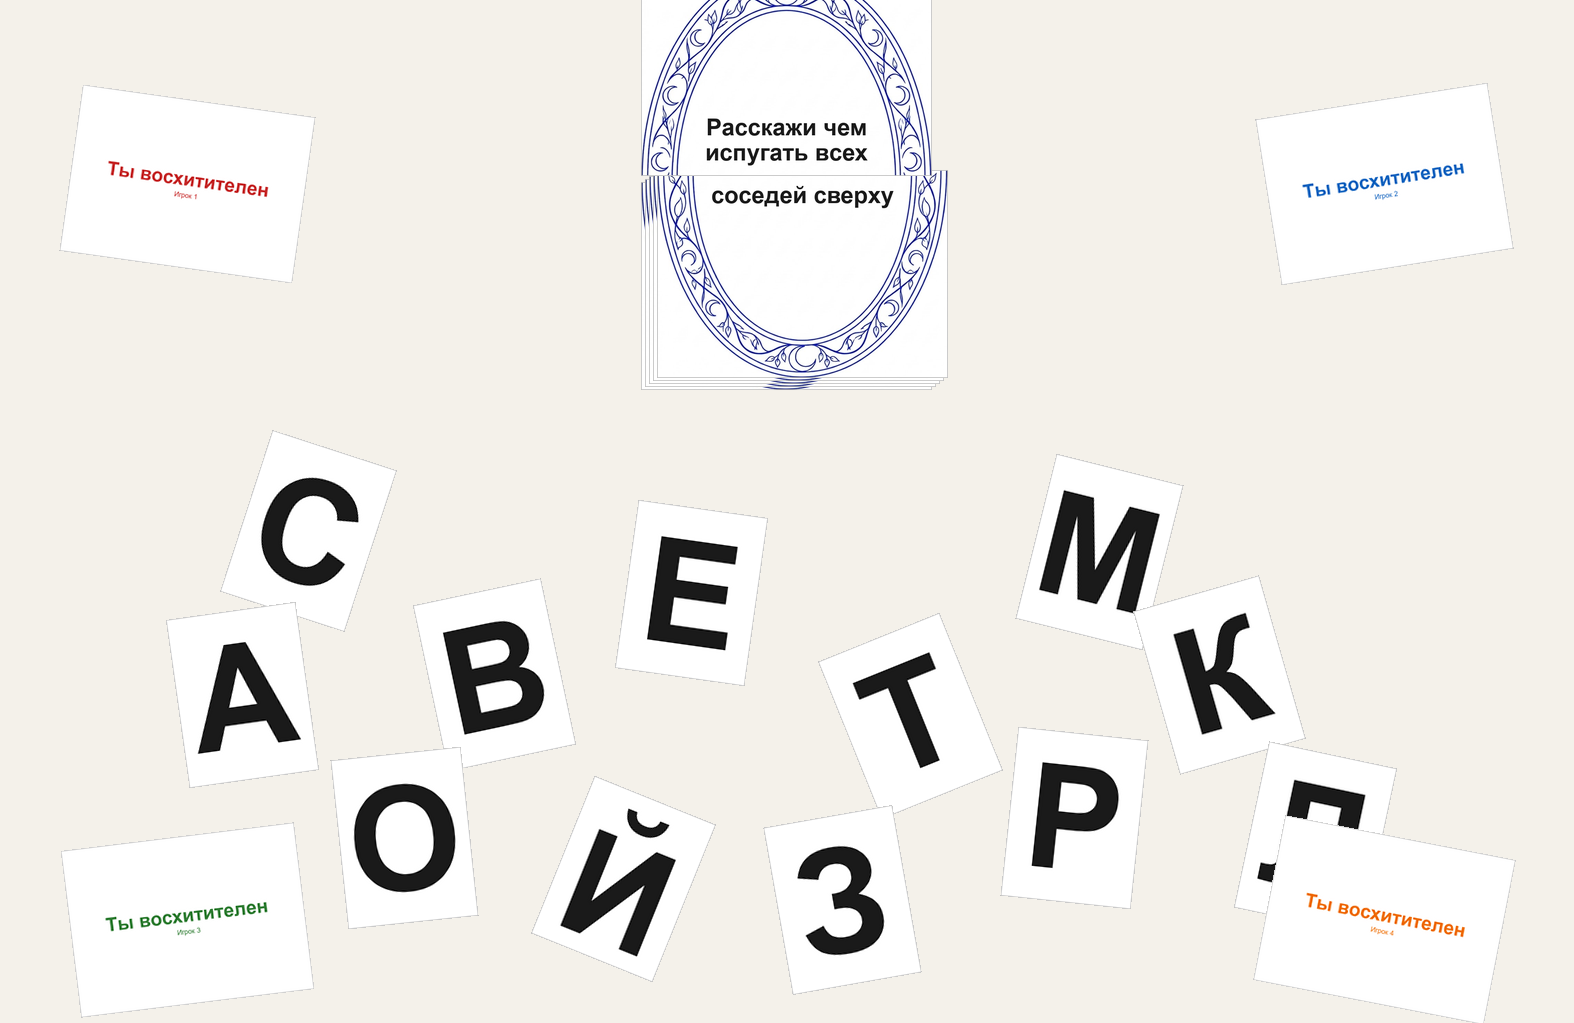 Расскажи чем
испугать всех
соседей сверху
Ты восхитителен
Игрок 1
Ты восхитителен
Игрок 2
С
Е
М
А
В
Т
К
О
Й
З
Р
Л
Ты восхитителен
Игрок 3
Ты восхитителен
Игрок 4